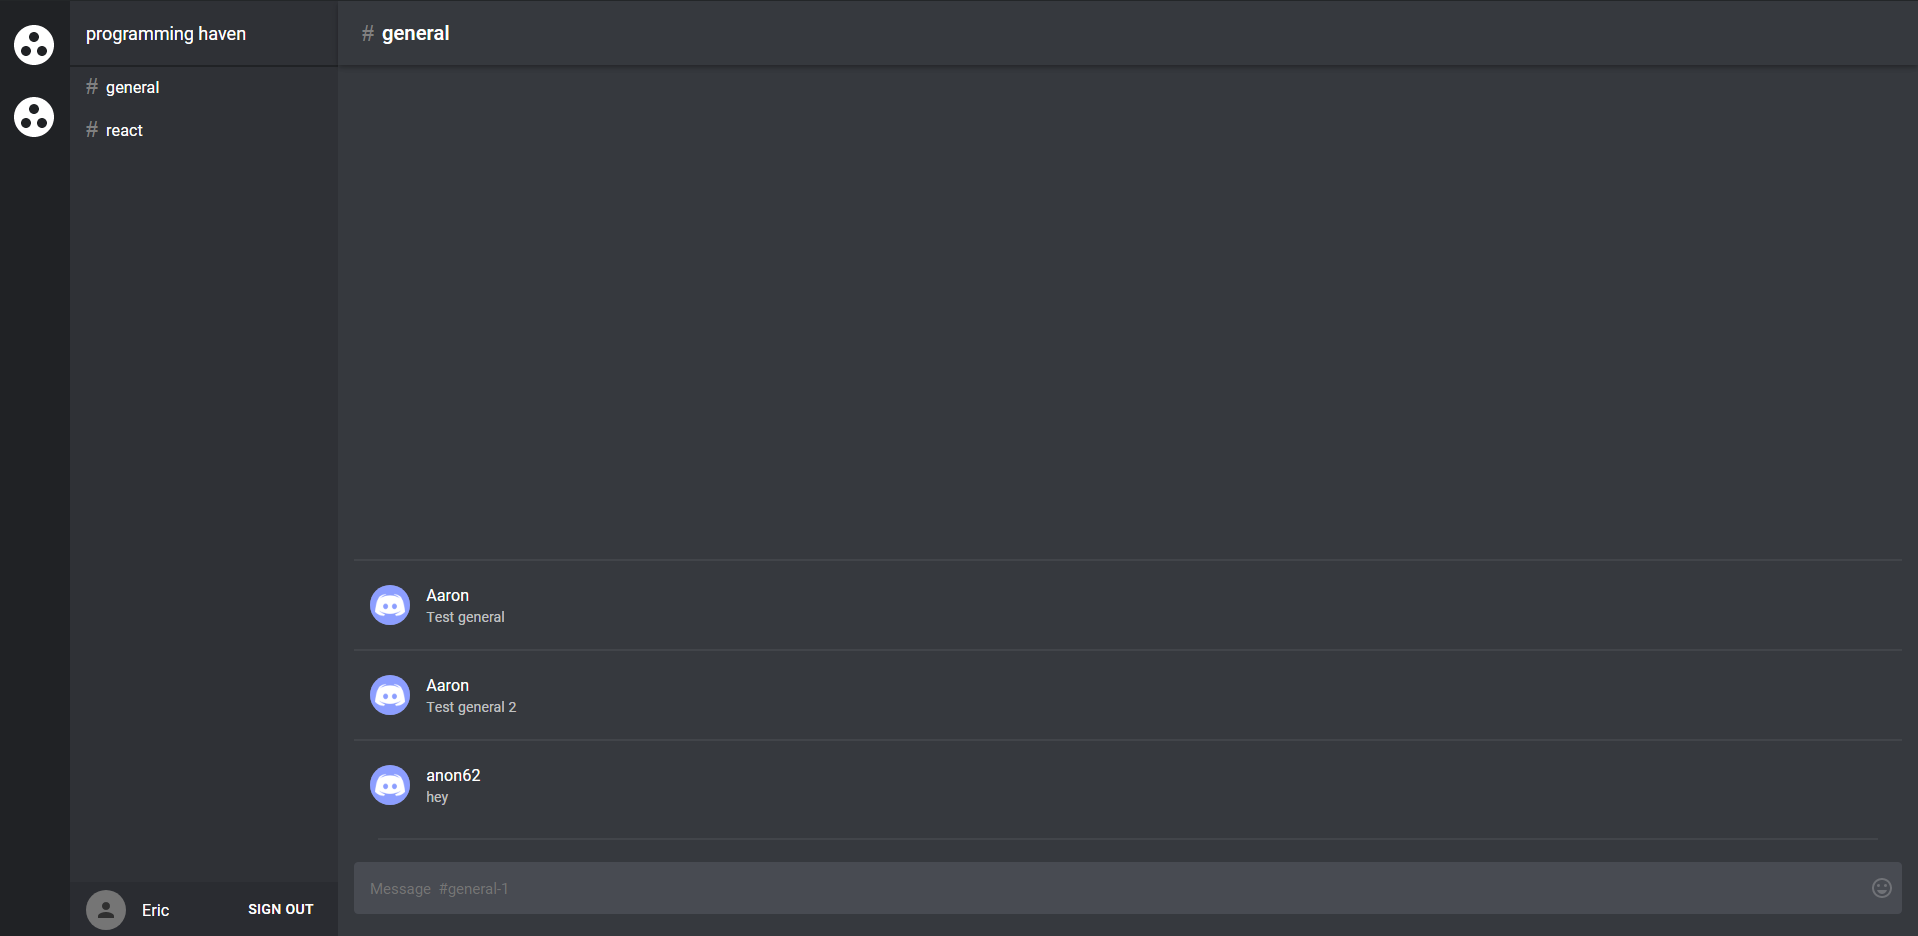 programming haven
# general
# react
Eric
SIGN OUT
# general
Aaron
Test general
Aaron
Test general 2
anon62
hey
Message #general-1